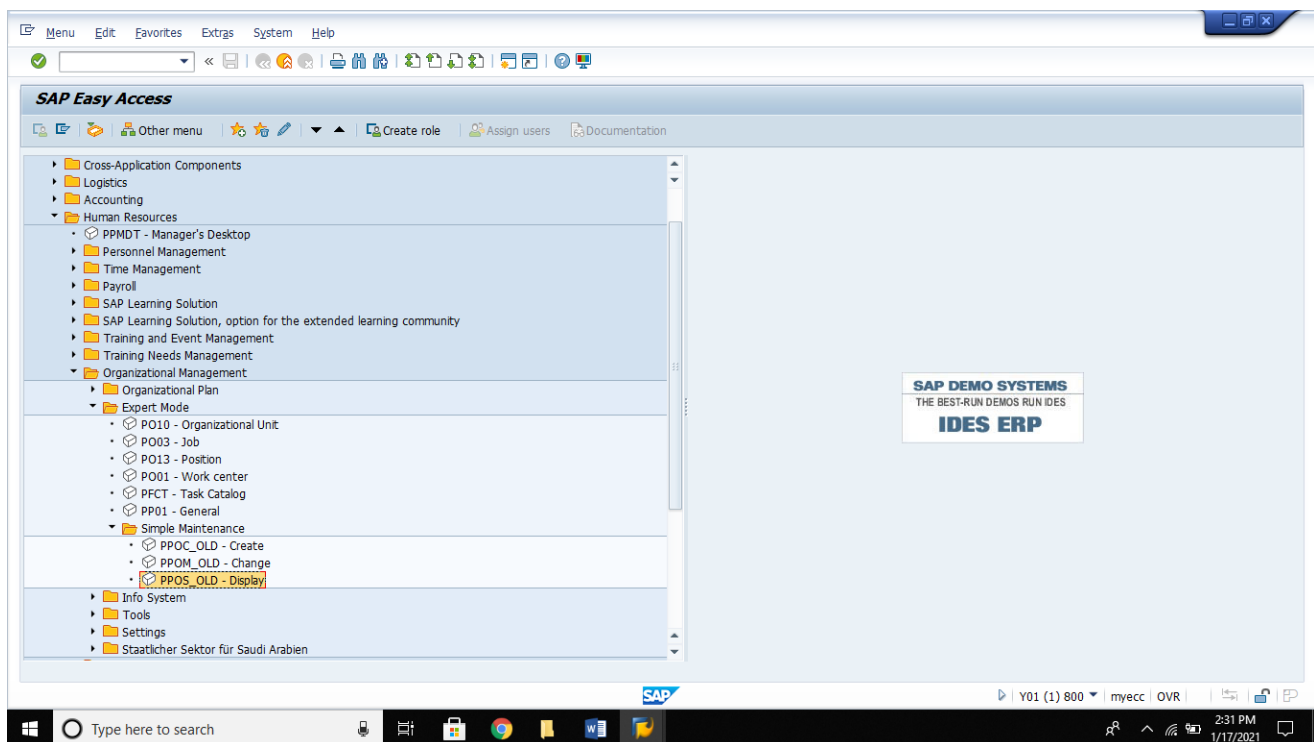 Menu Edit Favorites Extras System Help
SAP Easy Access
Other menu Create role Assign users Documentation
Cross-Application Components
Logistics
Accounting
Human Resources
PPMDT - Manager's Desktop
Personnel Management
Time Management
Payroll
SAP Learning Solution
SAP Learning Solution, option for the extended learning community
Training and Event Management
Training Needs Management
Organizational Management
Organizational Plan
Expert Mode
PO10 - Organizational Unit
PO03 - Job
PO13 - Position
PO01 - Work center
PFCT - Task Catalog
PP01 - General
Simple Maintenance
PPOC_OLD - Create
PPOM_OLD - Change
PPOS_OLD - Display
Info System
Tools
Settings
Staatlicher Sektor für Saudi Arabien
SAP DEMO SYSTEMS
THE BEST-RUN DEMOS RUN IDES
IDES ERP
SAP
Y01 (1) 800 myecc OVR
Type here to search
2:31 PM
1/17/2021